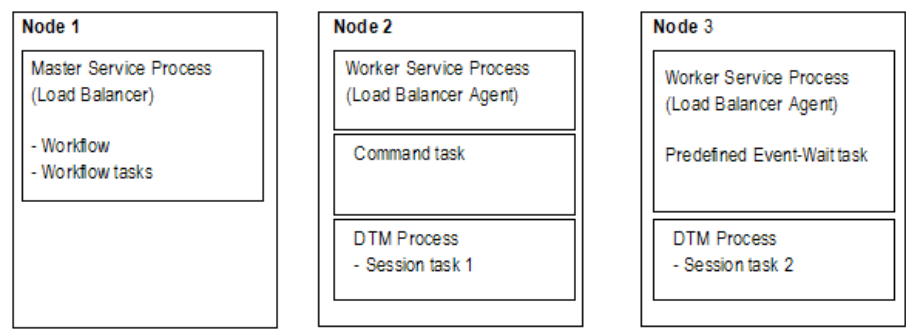 Node 1
Master Service Process
(Load Balancer)
- Workflow
- Workflow tasks
Node 2
Worker Service Process
(Load Balancer Agent)
Command task
DTM Process
- Session task 1
Node 3
Worker Service Process
(Load Balancer Agent)
Predefined Event-Wait task
DTM Process
- Session task 2